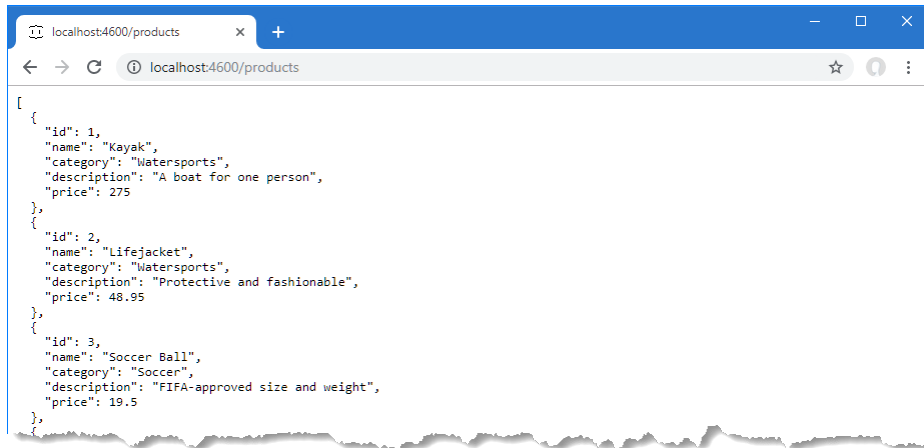 localhost:4600/products
localhost:4600/products
[
  {
    "id": 1,
    "name": "Kayak",
    "category": "Watersports",
    "description": "A boat for one person",
    "price": 275
  },
  {
    "id": 2,
    "name": "Lifejacket",
    "category": "Watersports",
    "description": "Protective and fashionable",
    "price": 48.95
  },
  {
    "id": 3,
    "name": "Soccer Ball",
    "category": "Soccer",
    "description": "FIFA-approved size and weight",
    "price": 19.5
  },
  {